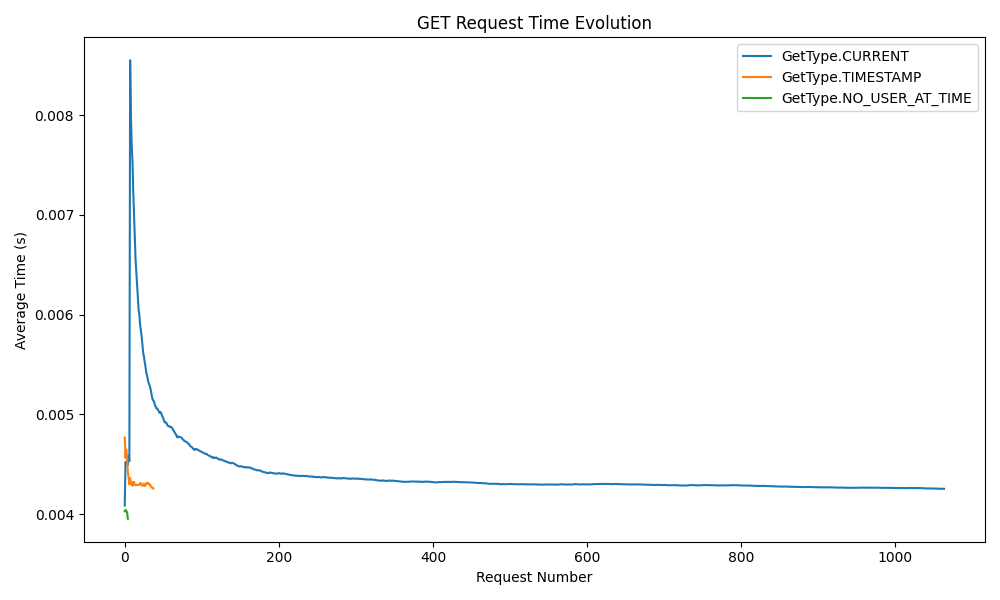 GET Request Time Evolution
GetType.CURRENT
GetType.TIMESTAMP
GetType.NO_USER_AT_TIME
Average Time (s)
0.008
0.007
0.006
0.005
0.004
0 200 400 600 800 1000
Request Number